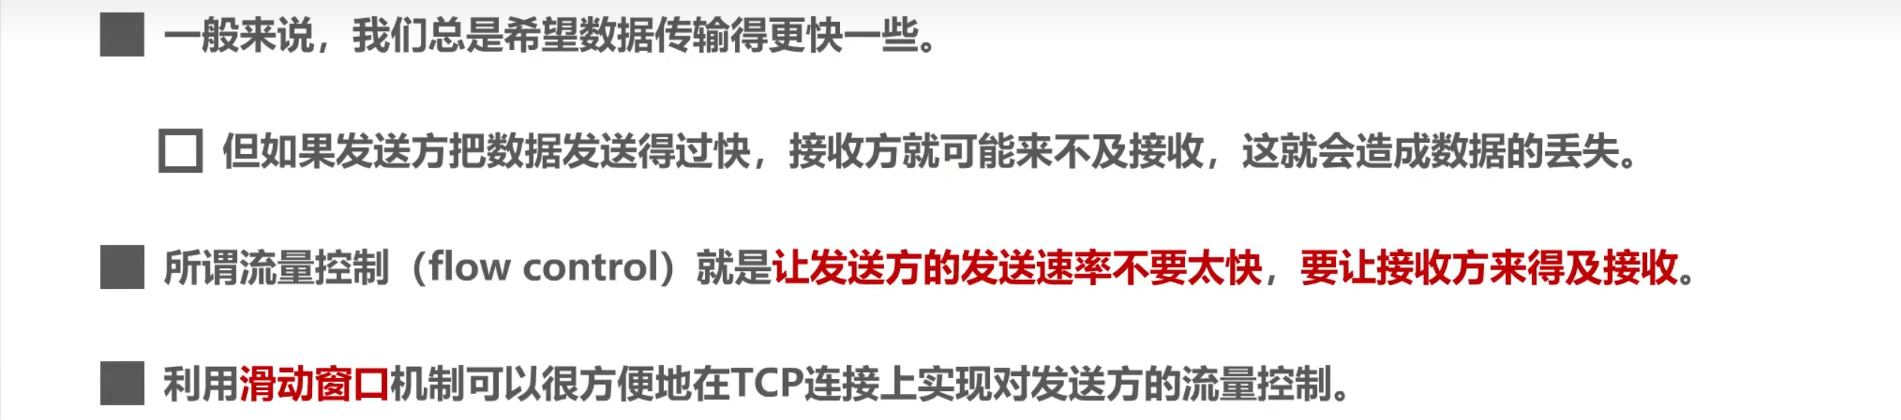 一般来说，我们总是希望数据传输得更快一些。
但如果发送方把数据发送得过快，接收方就可能来不及接收，这就会造成数据的丢失。
所谓流量控制（flow control）就是让发送方的发送速率不要太快，要让接收方来得及接收。
利用滑动窗口机制可以很方便地在TCP连接上实现对发送方的流量控制。